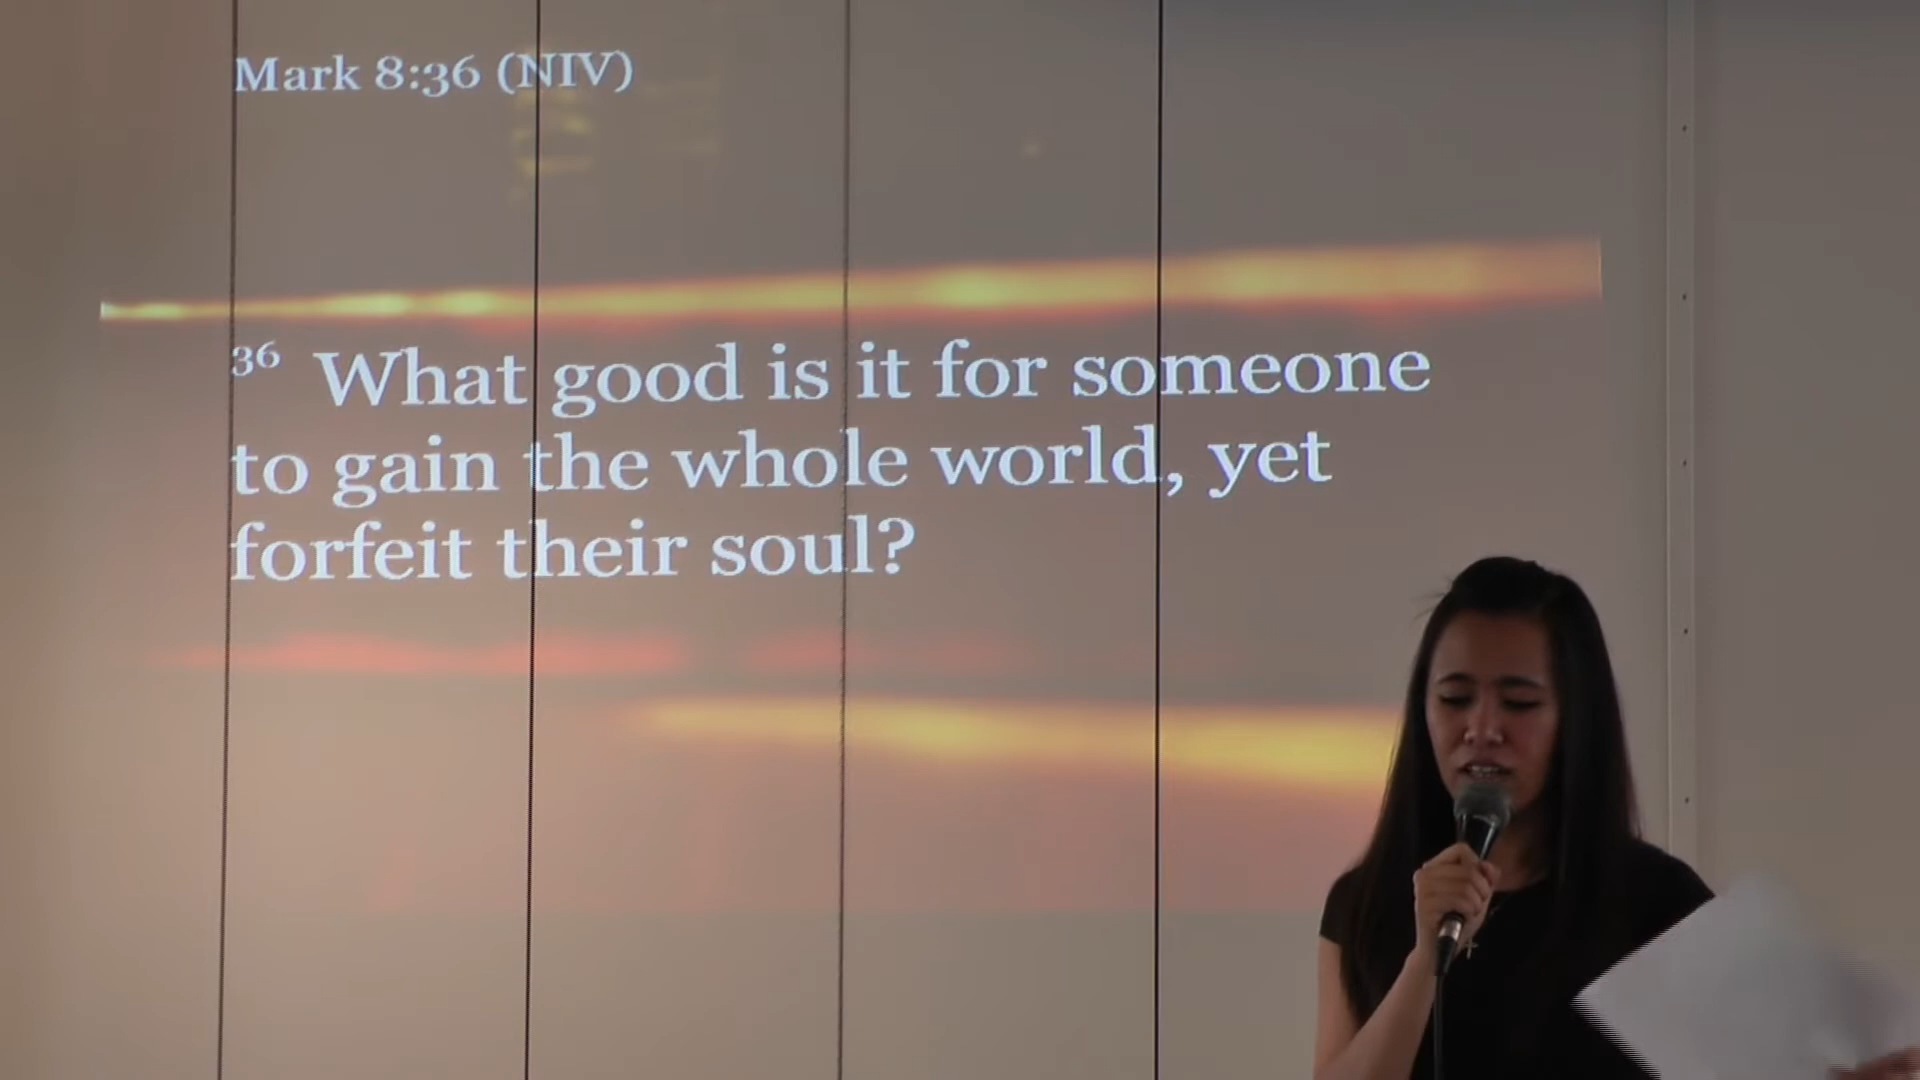 Mark 8:36 (NIV)
36 What good is it for someone
to gain the whole world, yet
forfeit their soul?